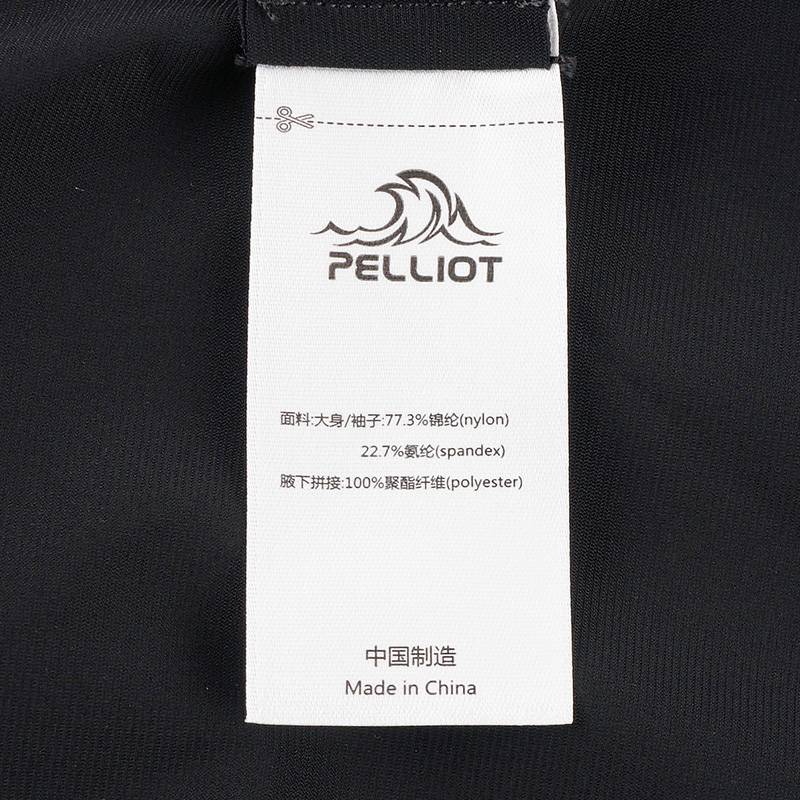 PELLIOT
面料:大身/袖子:77.3%锦纶(nylon)
22.7%氨纶(spandex)
腋下拼接:100%聚酯纤维(polyester)
中国制造
Made in China